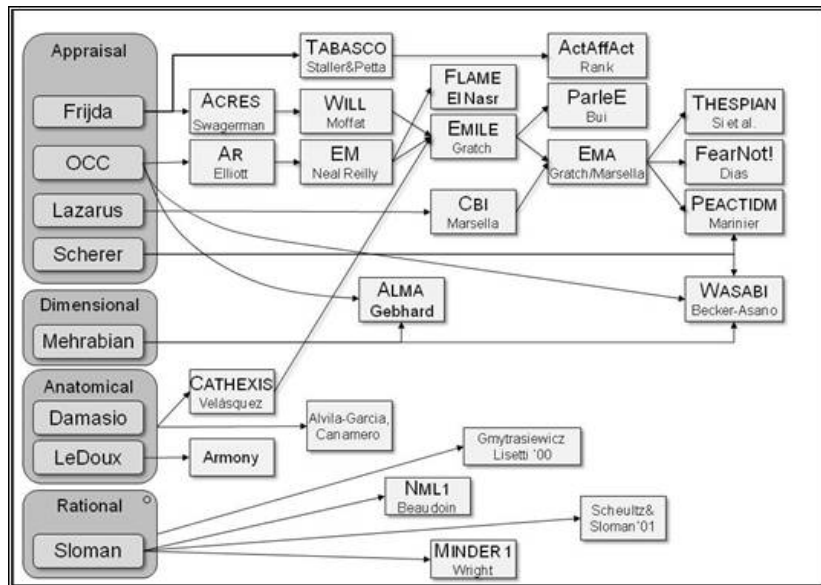 Appraisal
Frijda
OCC
Lazarus
Scherer
Dimensional
Mehrabian
Anatomical
Damasio
LeDoux
Rational
Sloman
TABASCO
Staller&Petta
ActAffAct
Rank
ACRES
Swagerman
WILL
Moffat
FLAME
El Nasr
ParleE
Bui
THESPIAN
Si et al.
AR
Elliott
EM
Neal Reilly
EMILE
Gratch
EMA
Gratch/Marsella
FearNot!
Dias
CBI
Marsella
PEACTIDM
Marinier
ALMA
Gebhard
WASABI
Becker-Asano
CATHEXIS
Velásquez
Alvila-Garcia,
Canamero
Armony
Gmytrasiewicz
Lisetti '00
NML1
Beaudoin
Scheultz&
Sloman'01
MINDER1
Wright